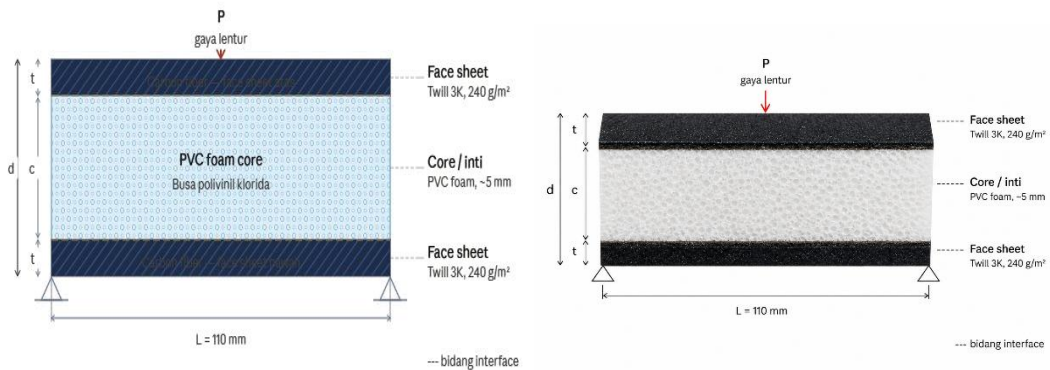 P
gaya lentur
t
d
c
t
PVC foam core
Busa polivinil klorida
Face sheet
Twill 3K, 240 g/m²
Core / inti
PVC foam, ~5 mm
Face sheet
Twill 3K, 240 g/m²
L = 110 mm
--- bidang interface
P
gaya lentur
t
d
c
t
Face sheet
Twill 3K, 240 g/m²
Core / inti
PVC foam, ~5 mm
Face sheet
Twill 3K, 240 g/m²
L = 110 mm
--- bidang interface